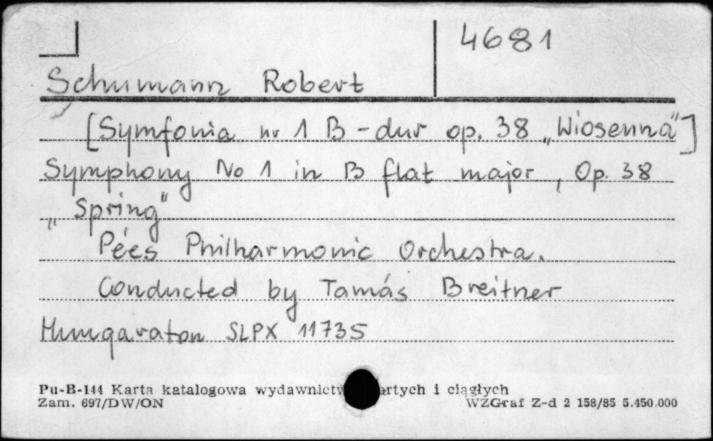 4681
Schumann Robert
[Symfonia nr 1 B-dur op. 38 „Wiosenna"]
Symphony No 1 in B flat major, Op. 38
„Spring"
Pécs Philharmonic Orchestra.
Conducted by Tamás Breitner
Hungaraton SLPX 11735
Pu-B-144 Karta katalogowa wydawnictw artych i ciągłych
Zam. 697/DW/ON WZGraf Z-d 2 158/85 5.450.000